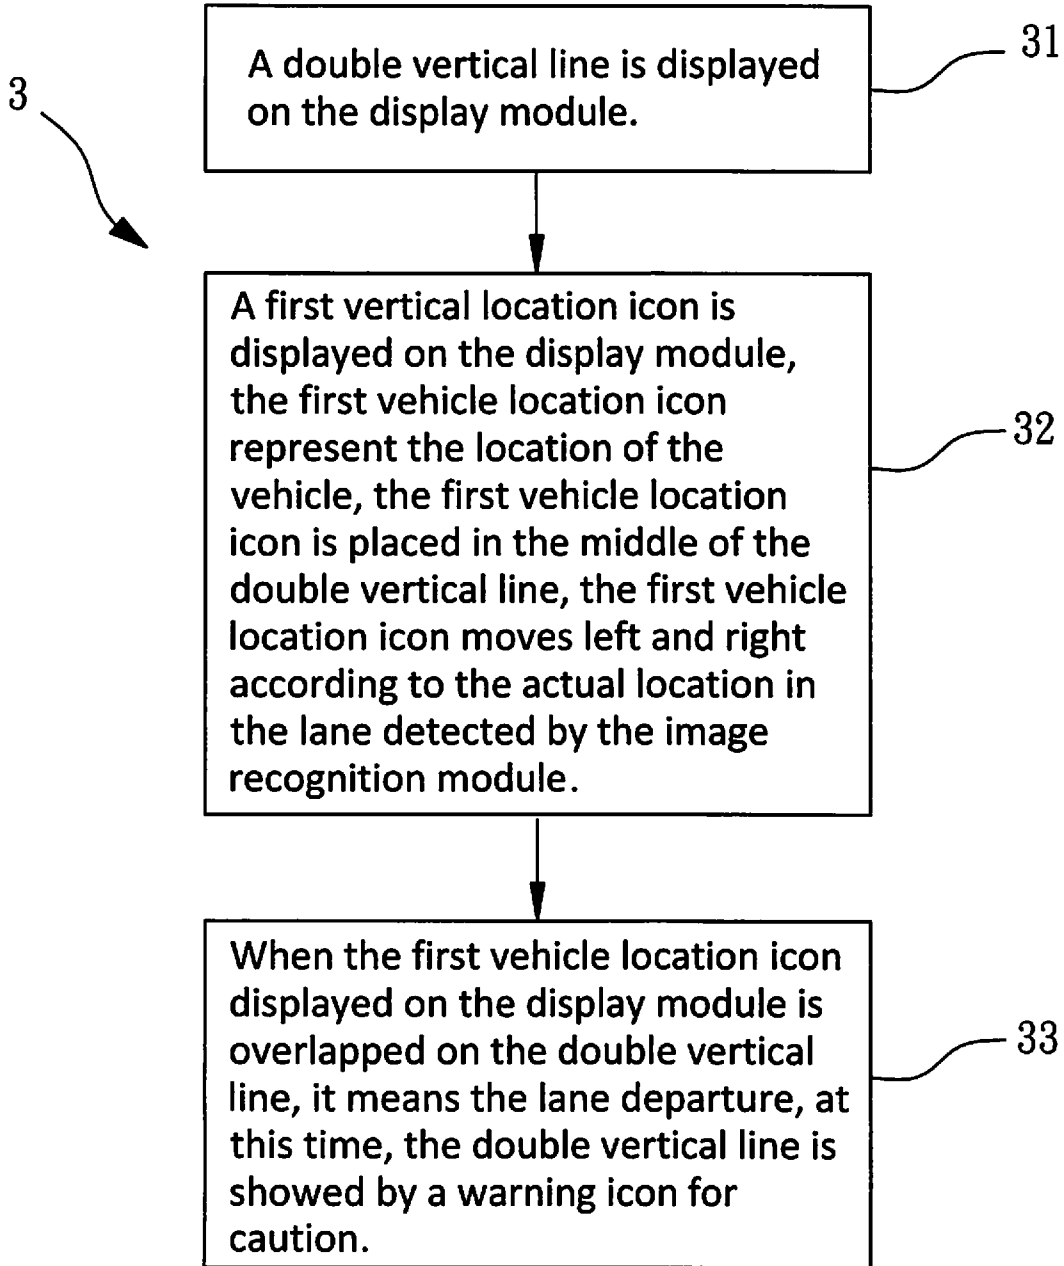 3
A double vertical line is displayed
on the display module.
31
A first vertical location icon is
displayed on the display module,
the first vehicle location icon
represent the location of the
vehicle, the first vehicle location
icon is placed in the middle of the
double vertical line, the first vehicle
location icon moves left and right
according to the actual location in
the lane detected by the image
recognition module.
32
When the first vehicle location icon
displayed on the display module is
overlapped on the double vertical
line, it means the lane departure, at
this time, the double vertical line is
showed by a warning icon for
caution.
33